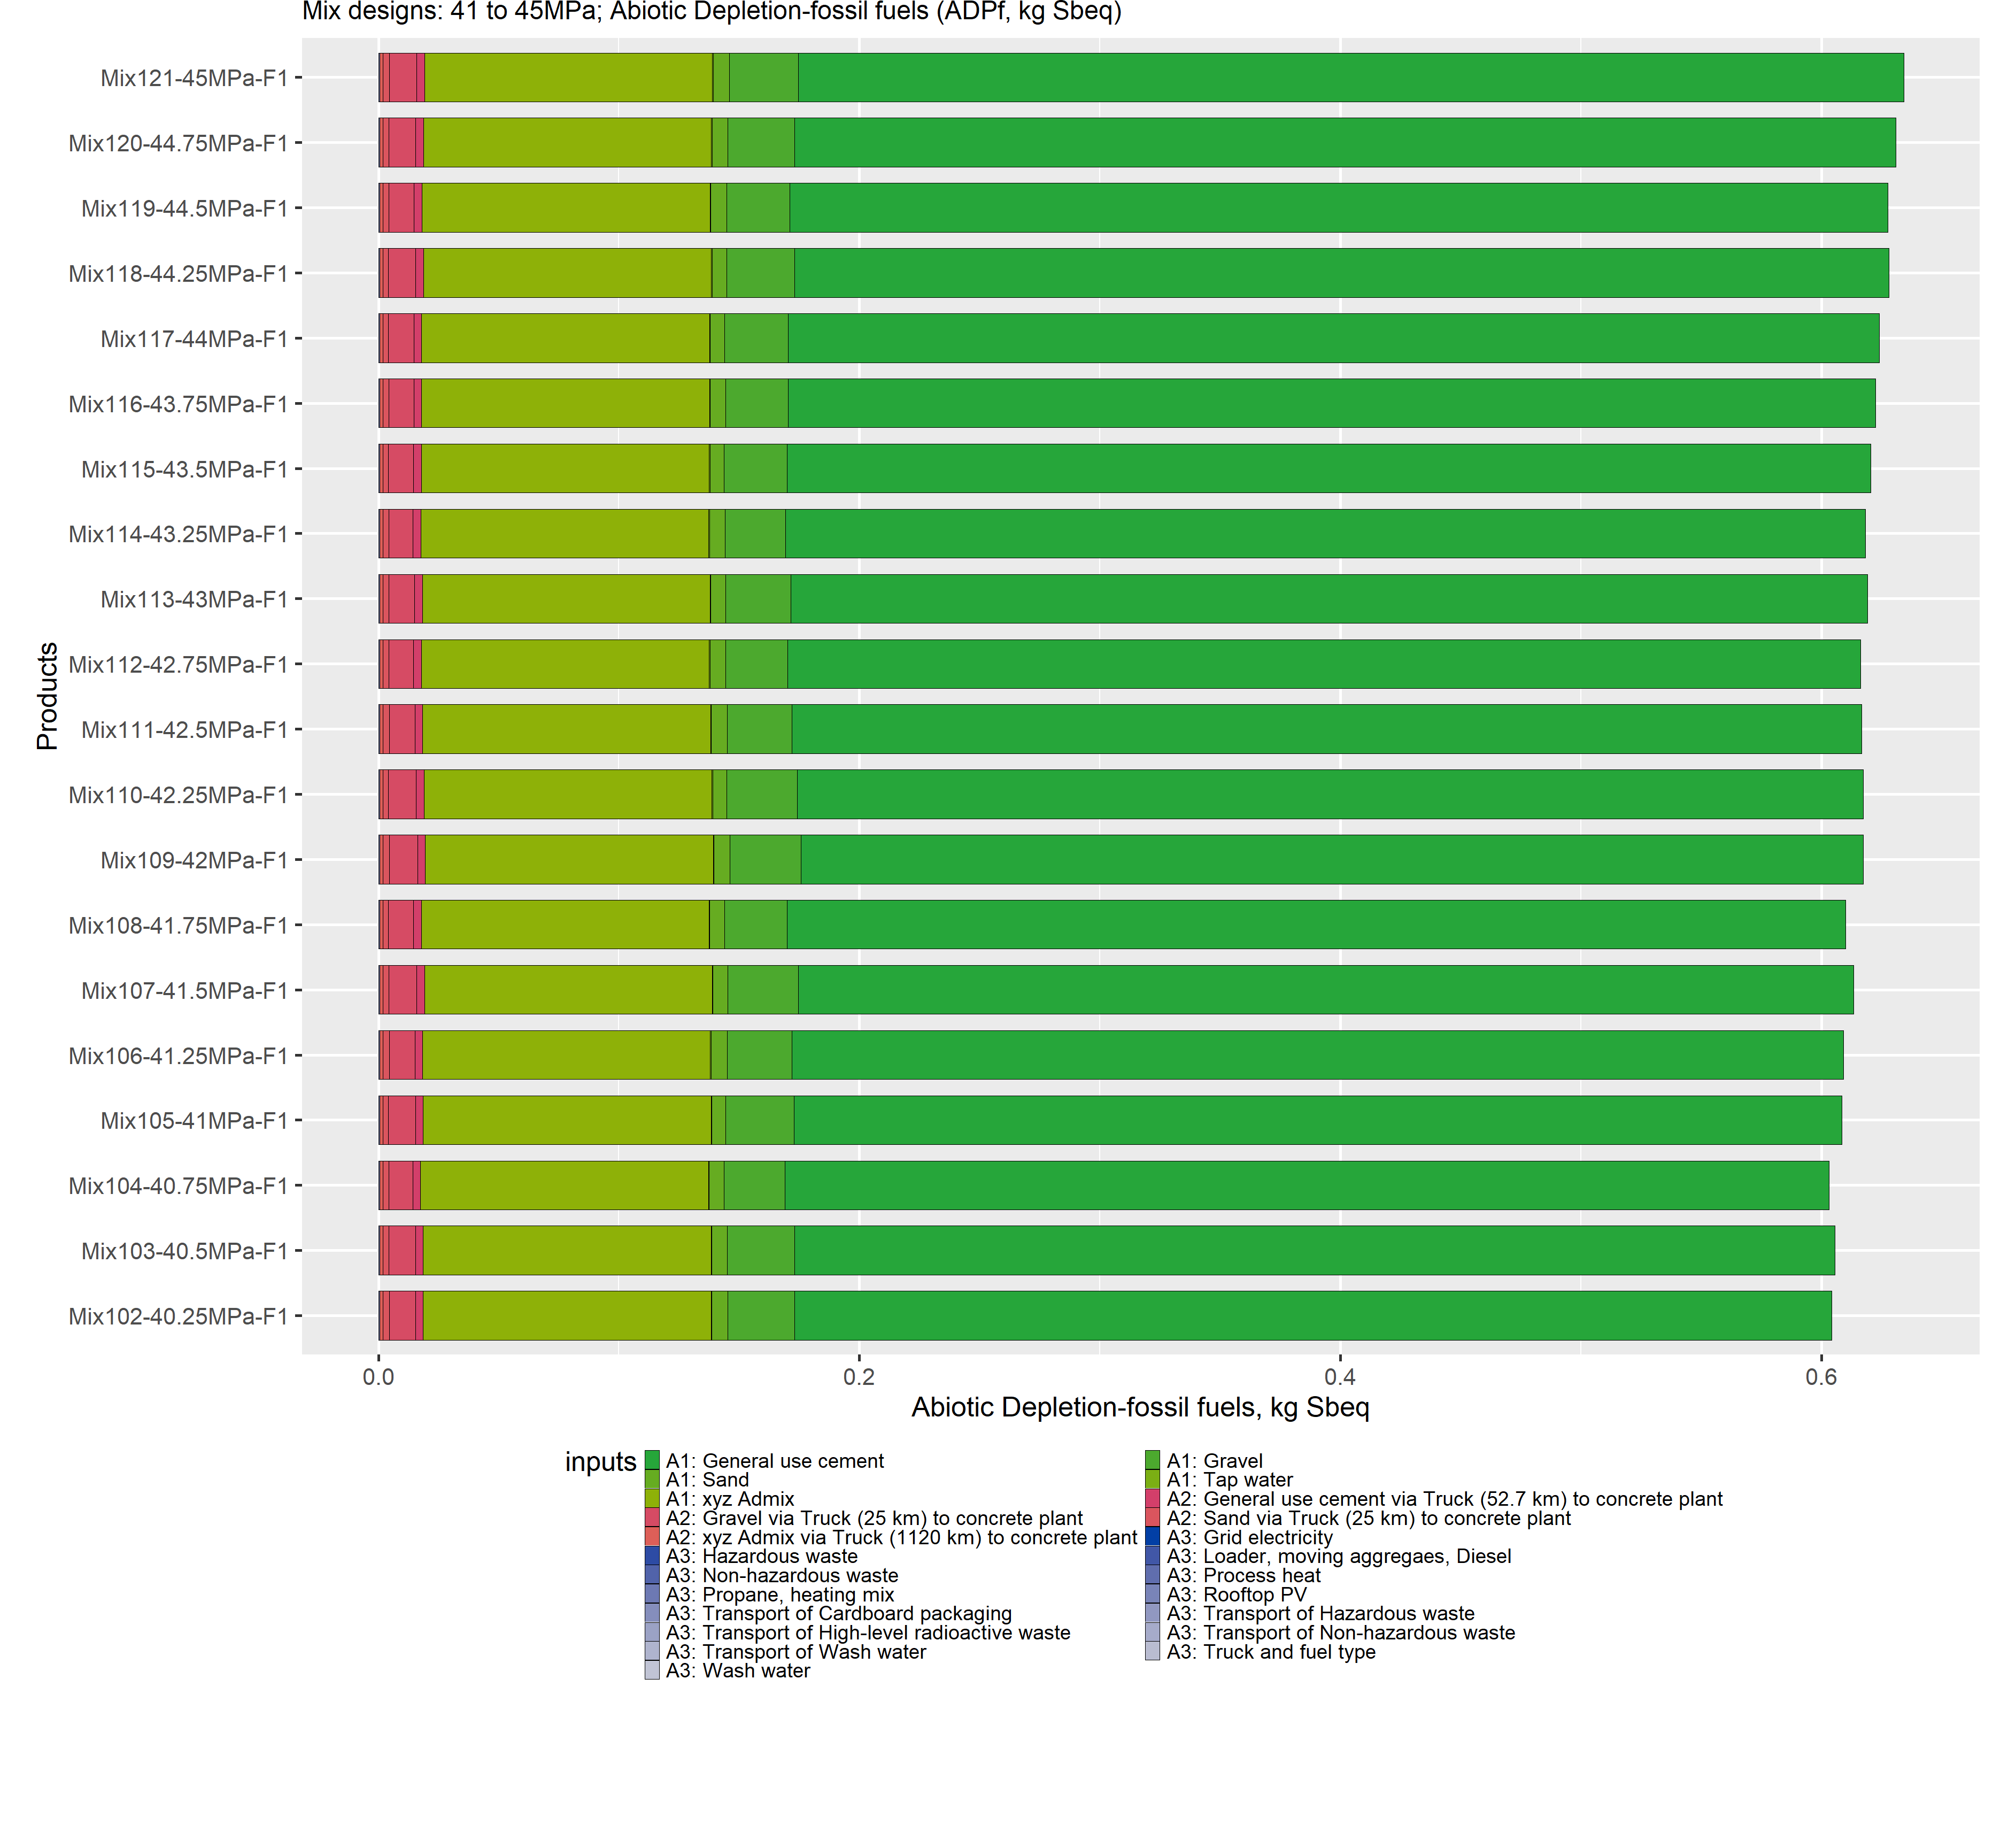 Mix designs: 41 to 45MPa; Abiotic Depletion-fossil fuels (ADPf, kg Sbeq)
Mix121-45MPa-F1
Mix120-44.75MPa-F1
Mix119-44.5MPa-F1
Mix118-44.25MPa-F1
Mix117-44MPa-F1
Mix116-43.75MPa-F1
Mix115-43.5MPa-F1
Mix114-43.25MPa-F1
Mix113-43MPa-F1
Mix112-42.75MPa-F1
Mix111-42.5MPa-F1
Mix110-42.25MPa-F1
Mix109-42MPa-F1
Mix108-41.75MPa-F1
Mix107-41.5MPa-F1
Mix106-41.25MPa-F1
Mix105-41MPa-F1
Mix104-40.75MPa-F1
Mix103-40.5MPa-F1
Mix102-40.25MPa-F1
Products
0.0 0.2 0.4 0.6
Abiotic Depletion-fossil fuels, kg Sbeq
inputs
A1: General use cement
A1: Gravel
A1: Sand
A1: Tap water
A1: xyz Admix
A2: General use cement via Truck (52.7 km) to concrete plant
A2: Gravel via Truck (25 km) to concrete plant
A2: Sand via Truck (25 km) to concrete plant
A2: xyz Admix via Truck (1120 km) to concrete plant
A3: Grid electricity
A3: Hazardous waste
A3: Loader, moving aggregaes, Diesel
A3: Non-hazardous waste
A3: Process heat
A3: Propane, heating mix
A3: Rooftop PV
A3: Transport of Cardboard packaging
A3: Transport of Hazardous waste
A3: Transport of High-level radioactive waste
A3: Transport of Non-hazardous waste
A3: Transport of Wash water
A3: Truck and fuel type
A3: Wash water